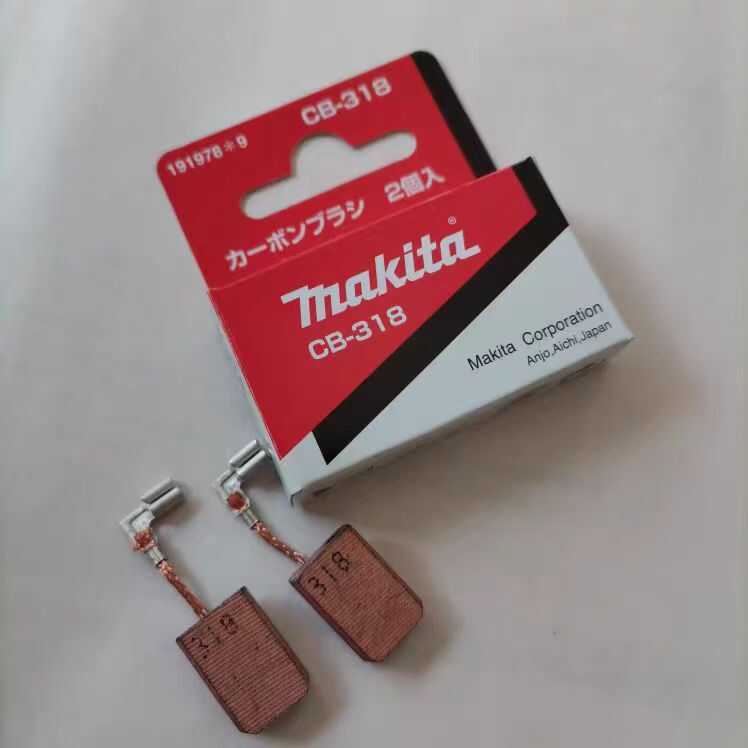 CB-318
191978*9
カーボンブラシ 2個入
makita®
CB-318
Makita Corporation
Anjo,Aichi,Japan
318
318